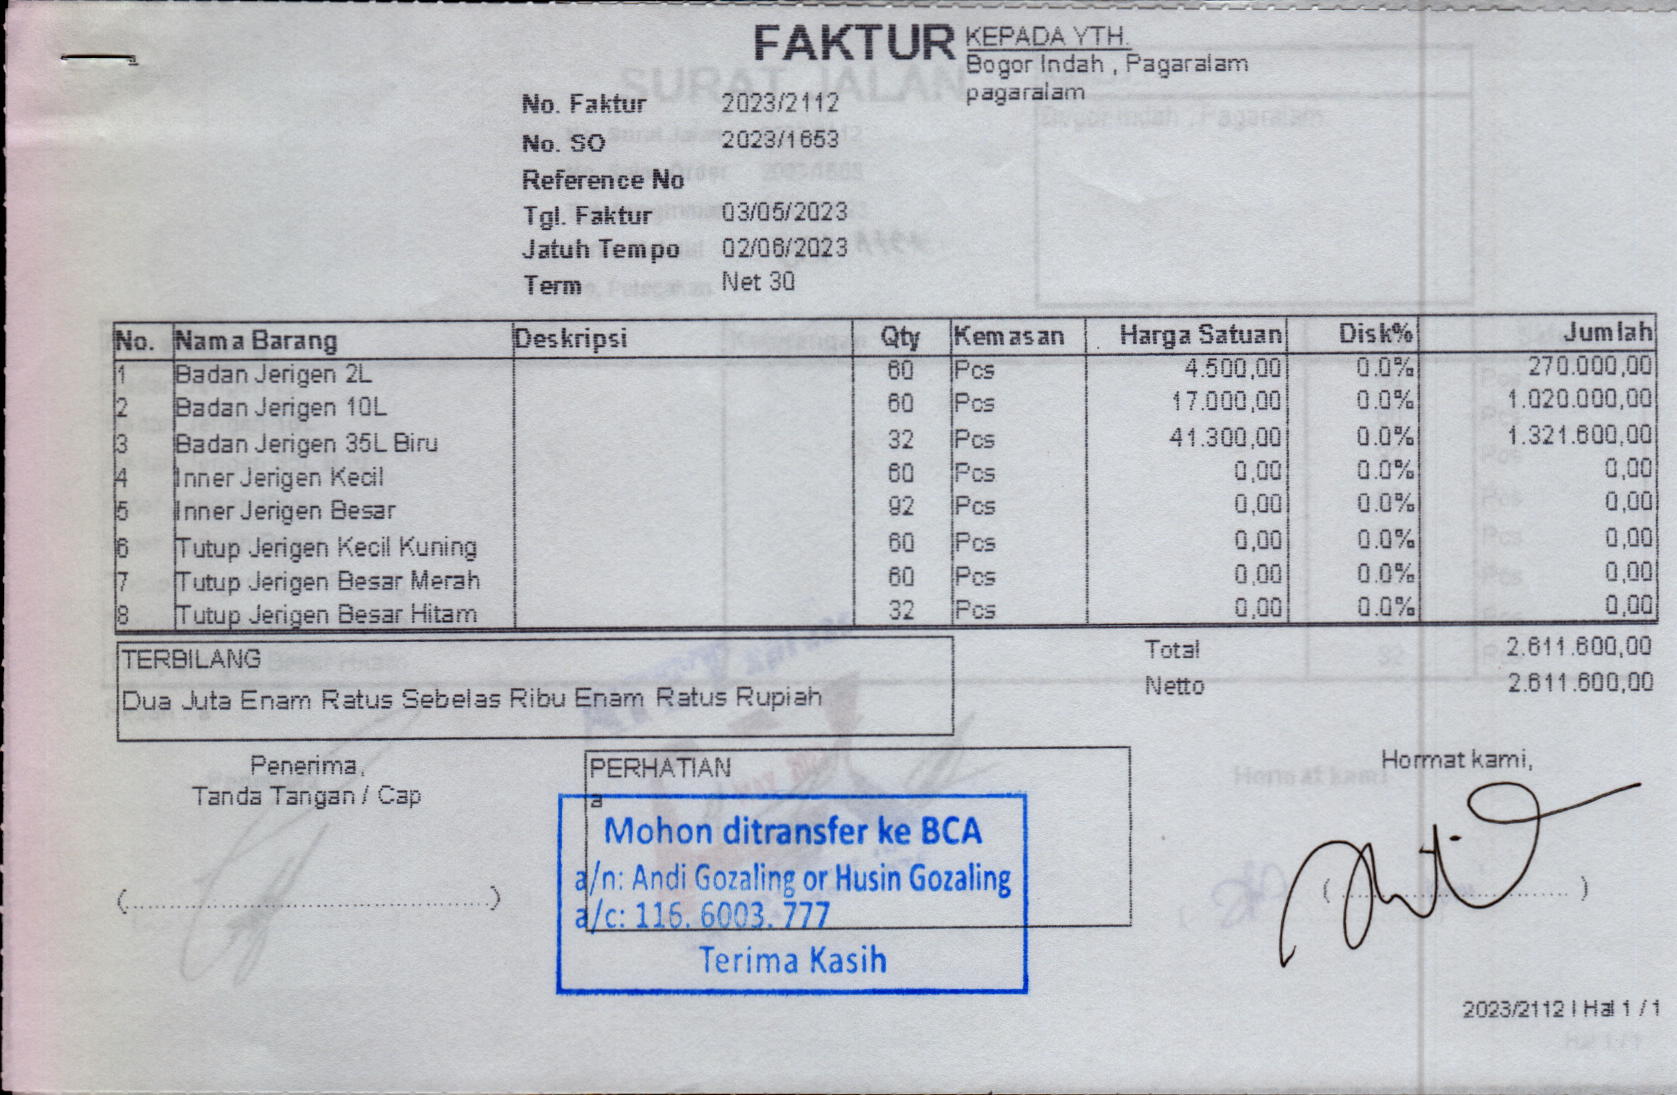 FAKTUR
KEPADA YTH.
Bogor Indah , Pagaralam
pagaralam
No. Faktur 2023/2112
No. SO 2023/1653
Reference No
Tgl. Faktur 03/05/2023
Jatuh Tempo 02/06/2023
Term Net 30
No. Nama Barang Deskripsi Qty Kemasan Harga Satuan Disk% Jumlah
1 Badan Jerigen 2L 60 Pcs 4.500,00 0.0% 270.000,00
2 Badan Jerigen 10L 60 Pcs 17.000,00 0.0% 1.020.000,00
3 Badan Jerigen 35L Biru 32 Pcs 41.300,00 0.0% 1.321.600,00
4 Inner Jerigen Kecil 60 Pcs 0,00 0.0% 0,00
5 Inner Jerigen Besar 92 Pcs 0,00 0.0% 0,00
6 Tutup Jerigen Kecil Kuning 60 Pcs 0,00 0.0% 0,00
7 Tutup Jerigen Besar Merah 60 Pcs 0,00 0.0% 0,00
8 Tutup Jerigen Besar Hitam 32 Pcs 0,00 0.0% 0,00
TERBILANG
Dua Juta Enam Ratus Sebelas Ribu Enam Ratus Rupiah
Total 2.611.600,00
Netto 2.611.600,00
Penerima,
Tanda Tangan / Cap
(..............................................)
PERHATIAN
a
Mohon ditransfer ke BCA
a/n: Andi Gozaling or Husin Gozaling
a/c: 116. 6003. 777
Terima Kasih
Hormat kami,
(..............................)
2023/2112 | Hal 1 / 1